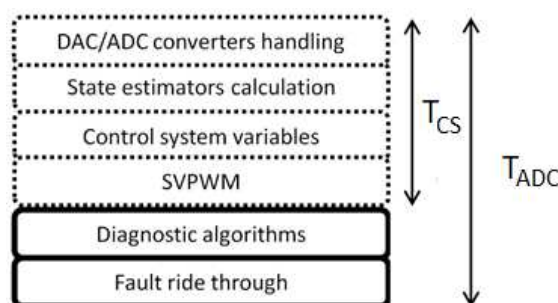 DAC/ADC converters handling
State estimators calculation
Control system variables
SVPWM
Diagnostic algorithms
Fault ride through
TCS
TADC